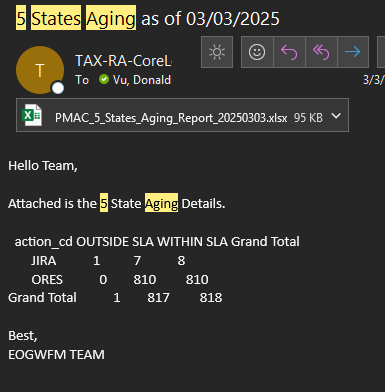 5 States Aging as of 03/03/2025
T
TAX-RA-CoreL
To Vu, Donald
3/3/
PMAC_5_States_Aging_Report_20250303.xlsx 95 KB
Hello Team,
Attached is the 5 State Aging Details.
action_cd OUTSIDE SLA WITHIN SLA Grand Total
JIRA 1 7 8
ORES 0 810 810
Grand Total 1 817 818
Best,
EOGWFM TEAM